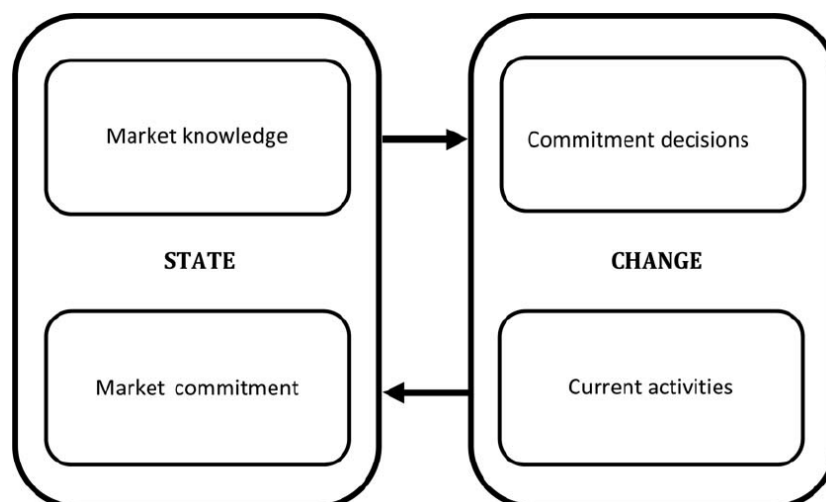 Market knowledge
STATE
Market commitment
Commitment decisions
CHANGE
Current activities